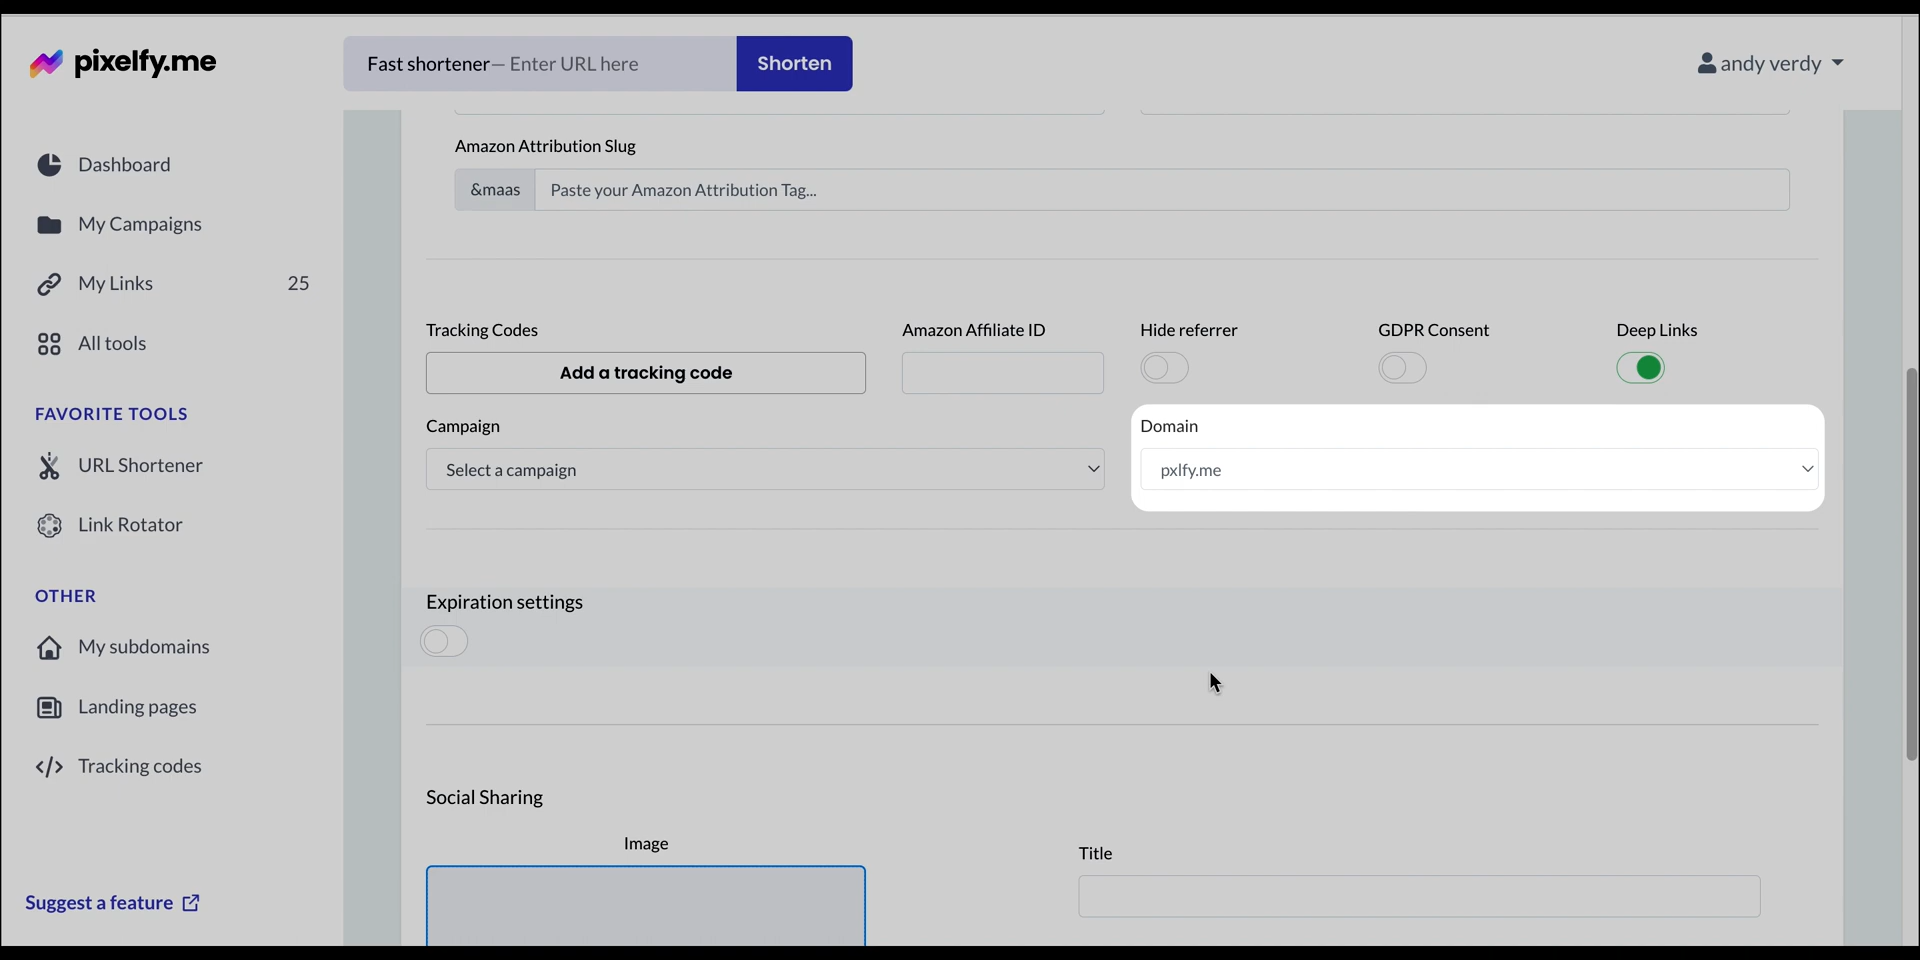 pixelfy.me
Fast shortener— Enter URL here
Shorten
andy verdy
Dashboard
My Campaigns
My Links 25
All tools
FAVORITE TOOLS
URL Shortener
Link Rotator
OTHER
My subdomains
Landing pages
Tracking codes
Suggest a feature
Amazon Attribution Slug
&maas Paste your Amazon Attribution Tag...
Tracking Codes
Add a tracking code
Amazon Affiliate ID
Hide referrer
GDPR Consent
Deep Links
Campaign
Select a campaign
Domain
pxlfy.me
Expiration settings
Social Sharing
Image
Title